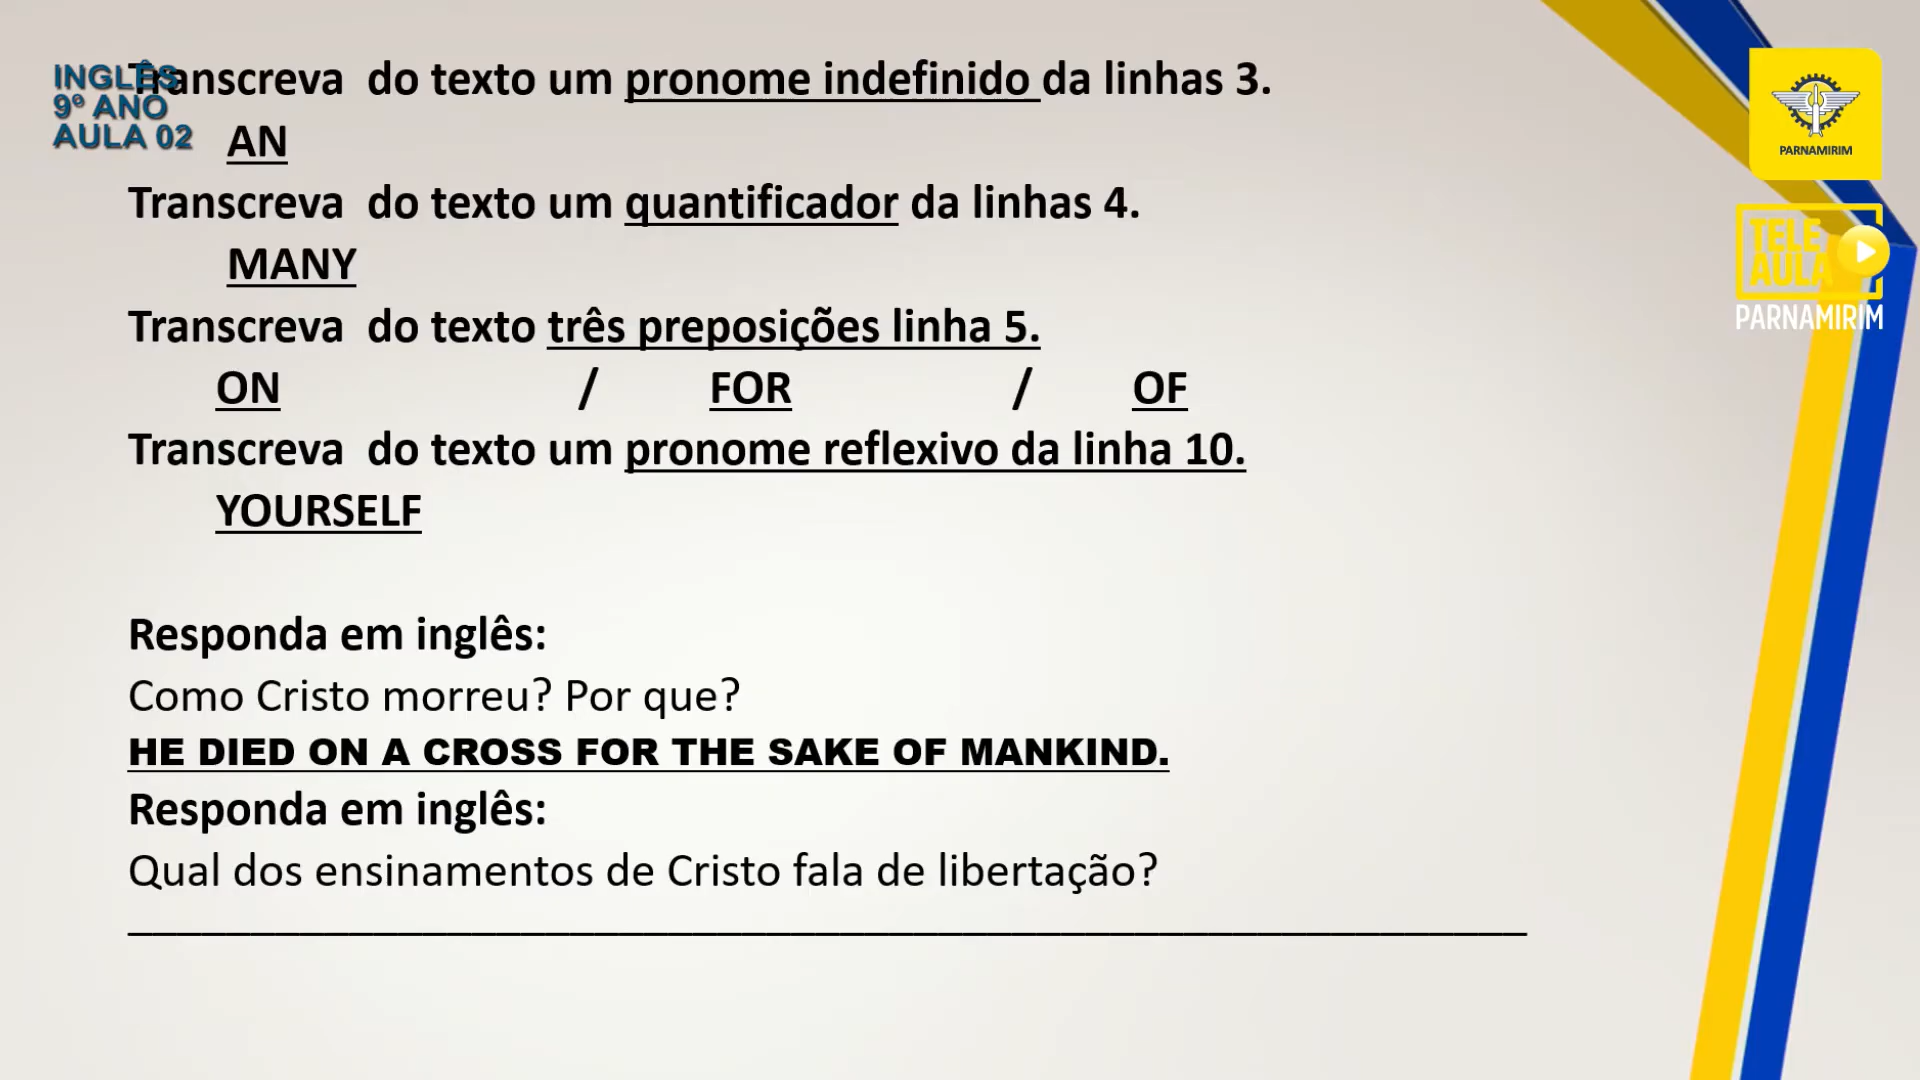 INGLÊS
9º ANO
AULA 02
Transcreva do texto um pronome indefinido da linhas 3.
AN
Transcreva do texto um quantificador da linhas 4.
MANY
Transcreva do texto três preposições linha 5.
ON / FOR / OF
Transcreva do texto um pronome reflexivo da linha 10.
YOURSELF
Responda em inglês:
Como Cristo morreu? Por que?
HE DIED ON A CROSS FOR THE SAKE OF MANKIND.
Responda em inglês:
Qual dos ensinamentos de Cristo fala de libertação?
PARNAMIRIM
TELE
AULA
PARNAMIRIM